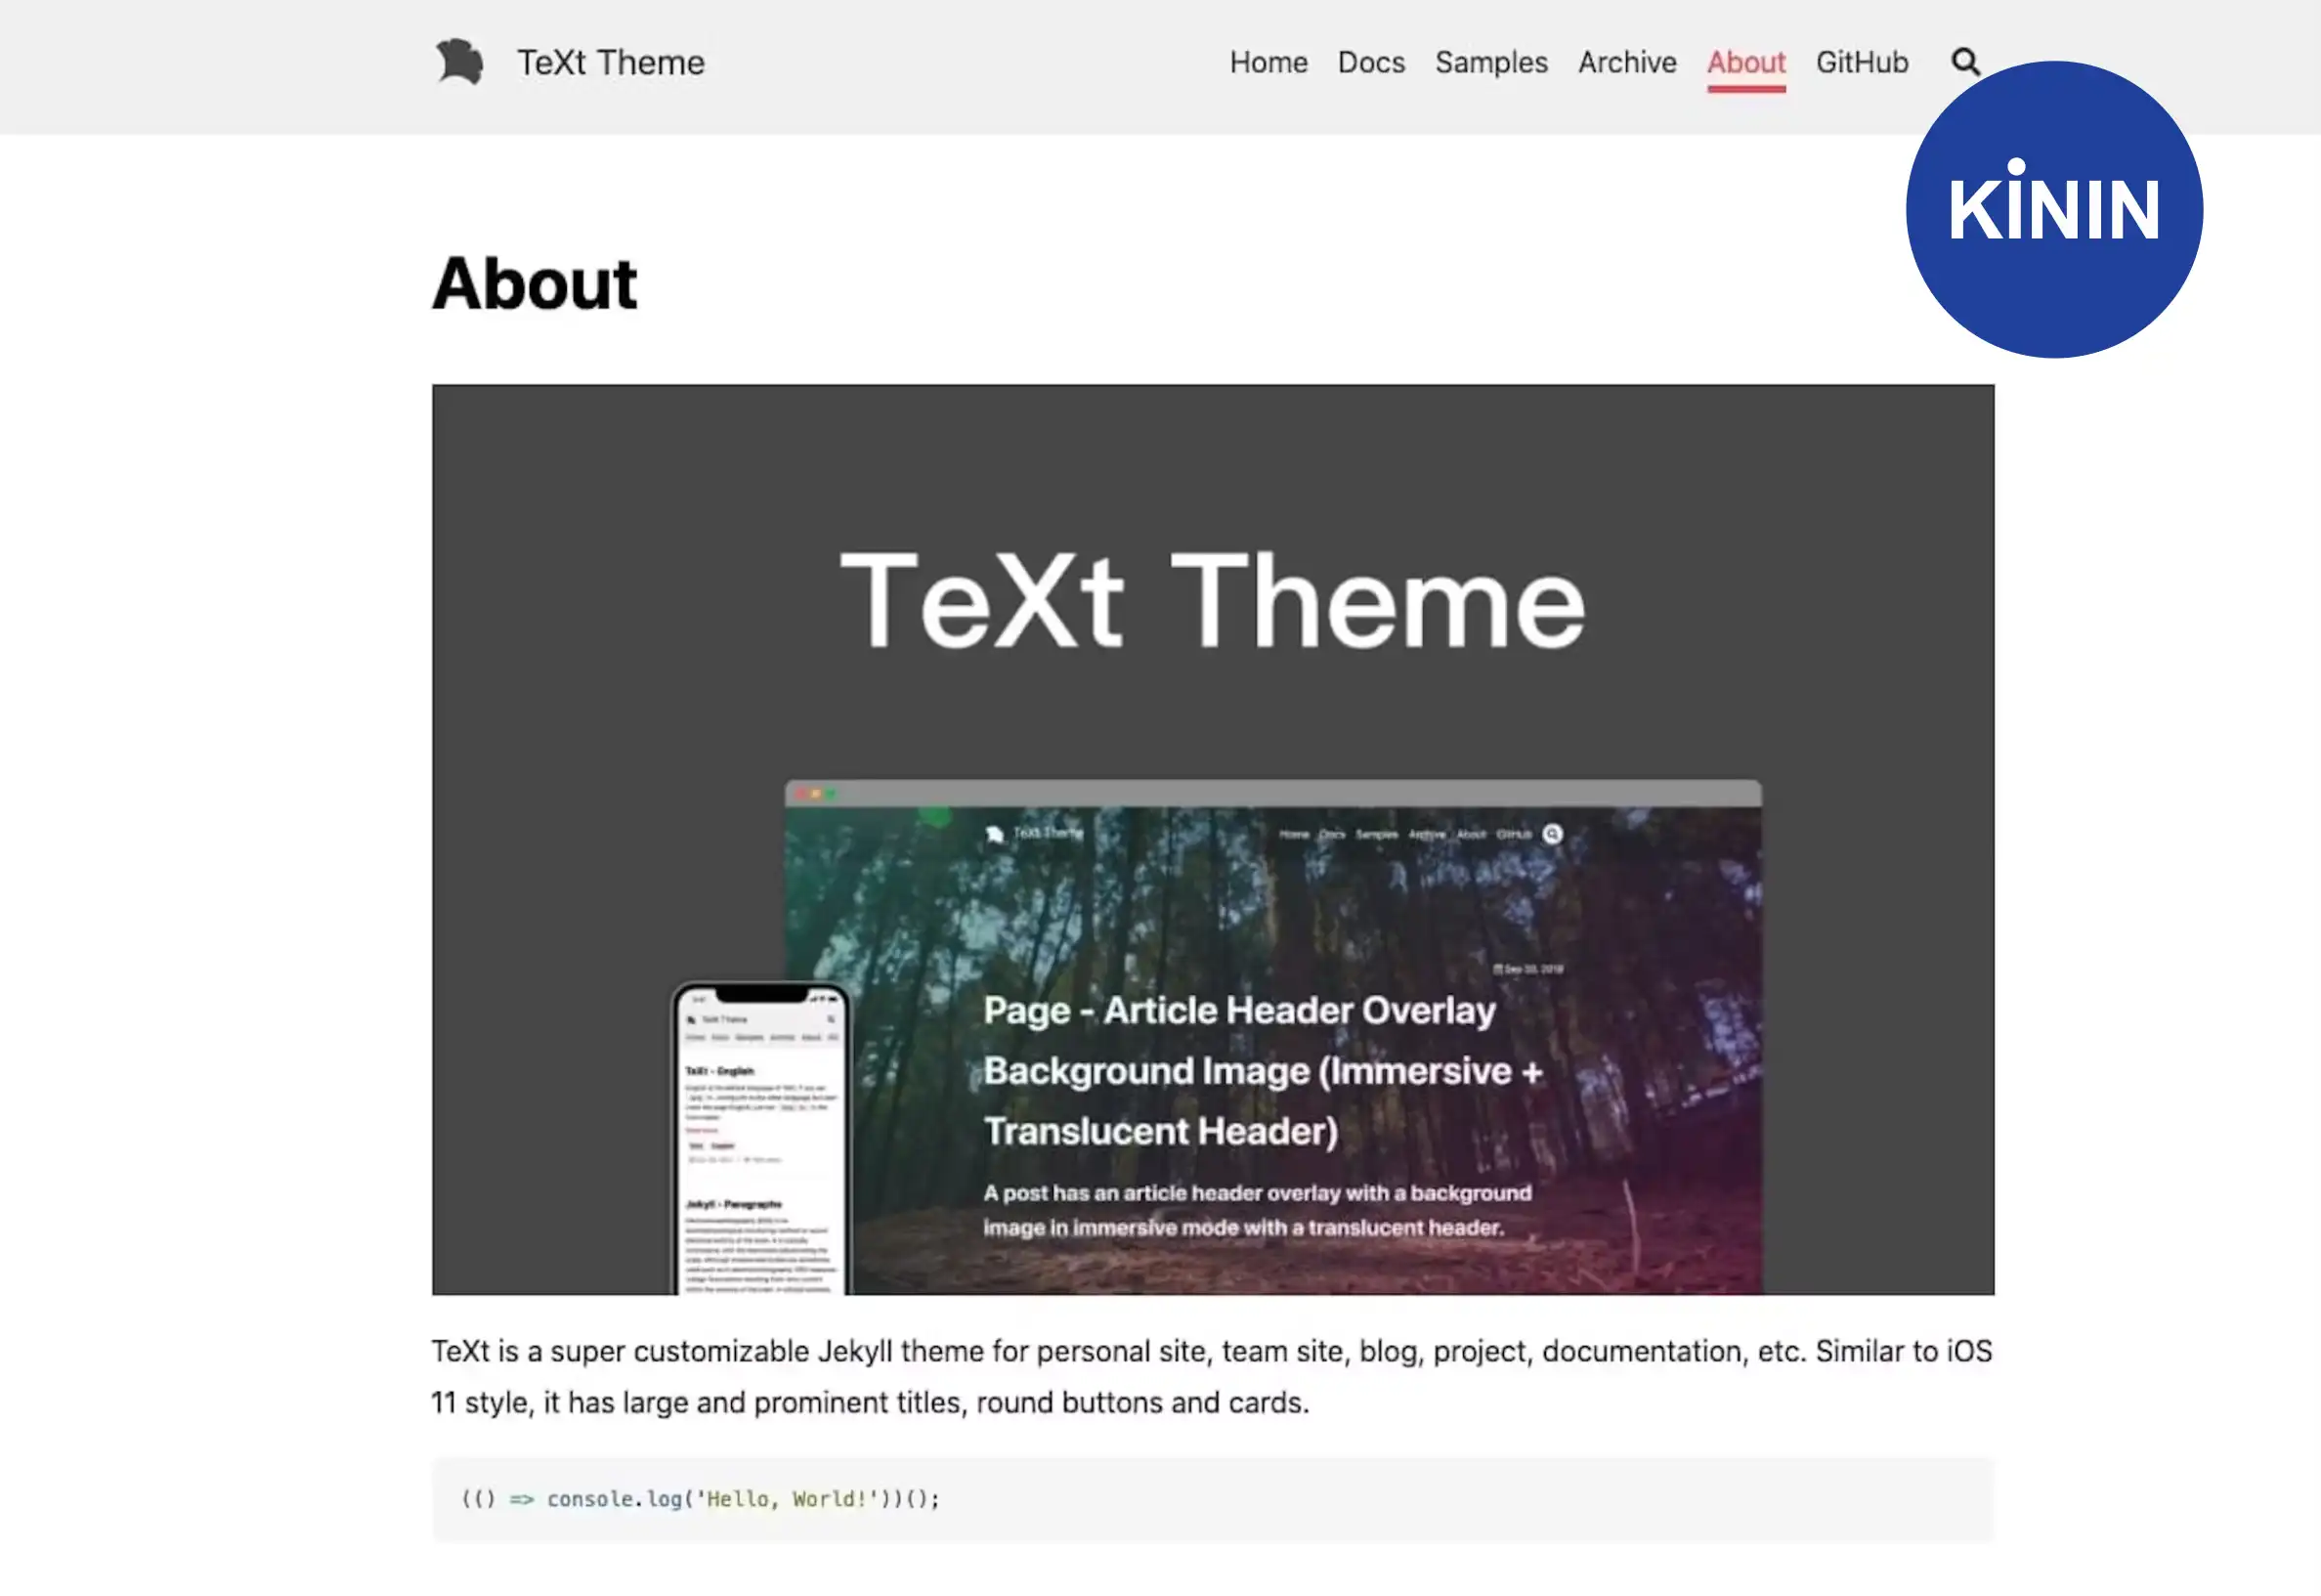 TeXt Theme
Home Docs Samples Archive About GitHub
KiNIN
About
TeXt Theme
TeXt Theme
Home Docs Samples Archive About GitHub
Sep 30, 2018
Page - Article Header Overlay
Background Image (Immersive +
Translucent Header)
A post has an article header overlay with a background
image in immersive mode with a translucent header.
TeXt Theme
TeXt - English
Jekyll - Paragraphs
TeXt is a super customizable Jekyll theme for personal site, team site, blog, project, documentation, etc. Similar to iOS
11 style, it has large and prominent titles, round buttons and cards.
(() => console.log('Hello, World!'))();